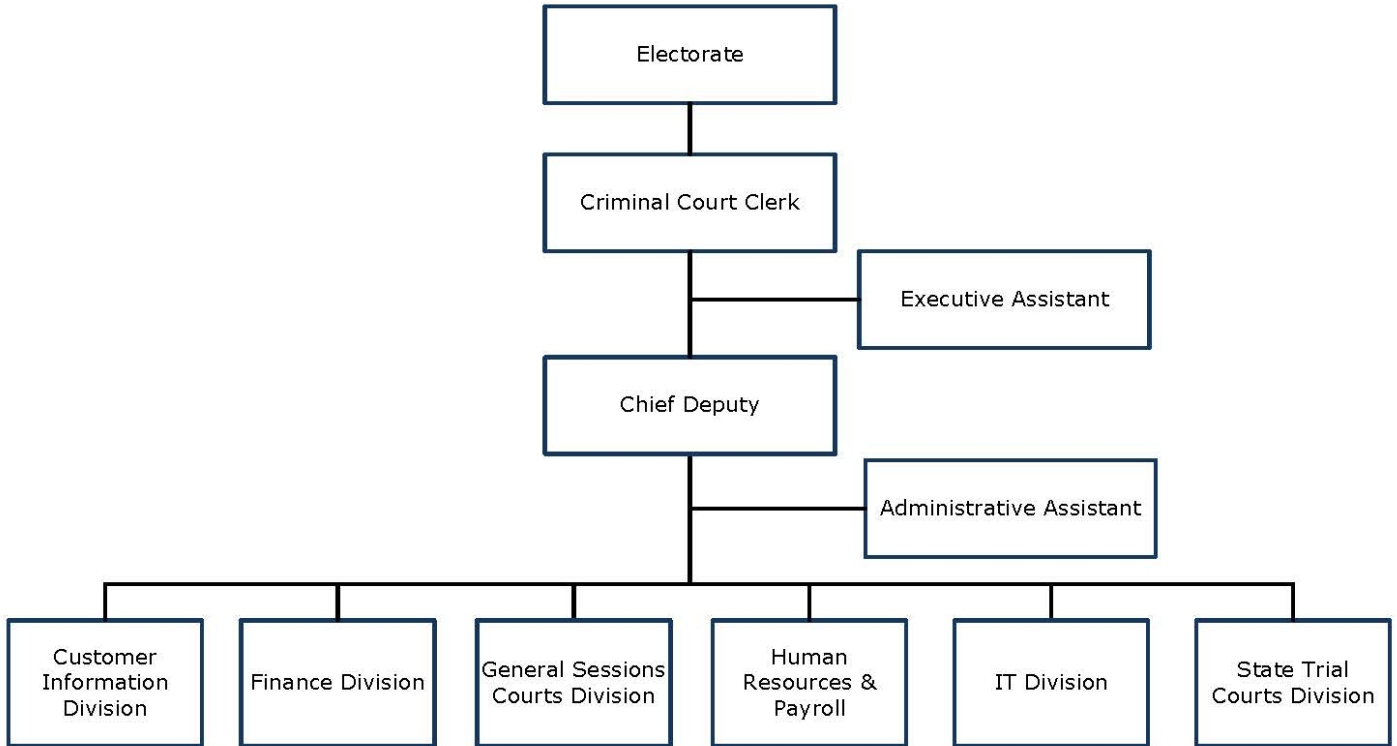 Electorate
Criminal Court Clerk
Executive Assistant
Chief Deputy
Administrative Assistant
Customer
Information
Division
Finance Division
General Sessions
Courts Division
Human
Resources &
Payroll
IT Division
State Trial
Courts Division